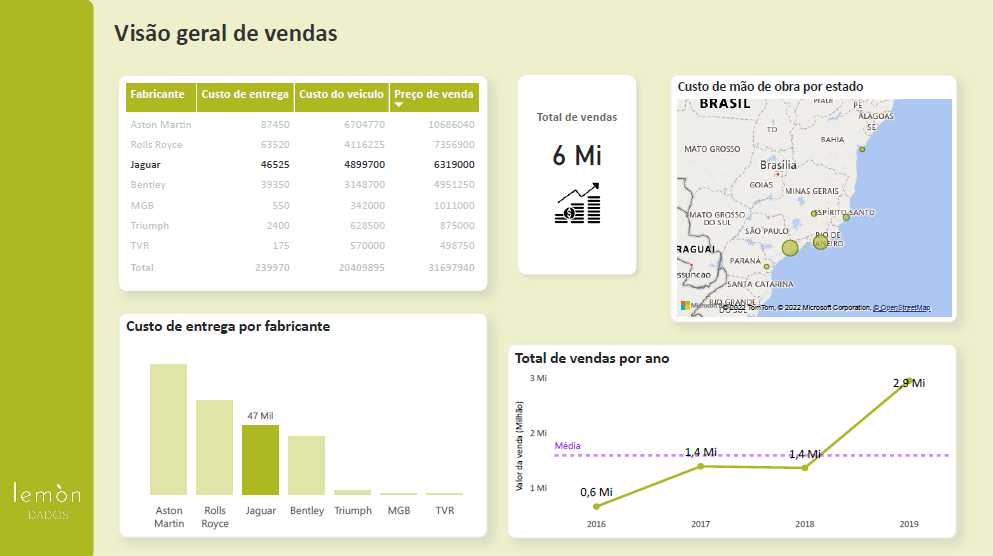 Visão geral de vendas
Fabricante Custo de entrega Custo do veiculo Preço de venda
Aston Martin 87450 6704770 10686040
Rolls Royce 63520 4116225 7356900
Jaguar 46525 4899700 6319000
Bentley 39350 3148700 4951250
MGB 550 342000 1011000
Triumph 2400 628500 875000
TVR 175 570000 498750
Total 239970 20409895 31697940
Total de vendas
6 Mi
Custo de mão de obra por estado
BRASIL
PIAUÍ
PE
ALAGOAS
SE
TO
BAHIA
MATO GROSSO
Brasília
GOIÁS
MINAS GERAIS
MATO GROSSO
DO SUL
ESPÍRITO SANTO
SÃO PAULO
RIO DE
JANEIRO
RAGUAI
PARANÁ
ssuncao
SANTA CATARINA
RIO GRANDE
DO SUL
Microsoft
© 2022 TomTom, © 2022 Microsoft Corporation, © OpenStreetMap
Custo de entrega por fabricante
47 Mil
Aston
Martin
Rolls
Royce
Jaguar
Bentley
Triumph
MGB
TVR
Total de vendas por ano
Valor da venda (Milhão)
3 Mi
2 Mi
1 Mi
Média
0,6 Mi
1,4 Mi
1,4 Mi
2,9 Mi
2016 2017 2018 2019
lemòn
DADOS